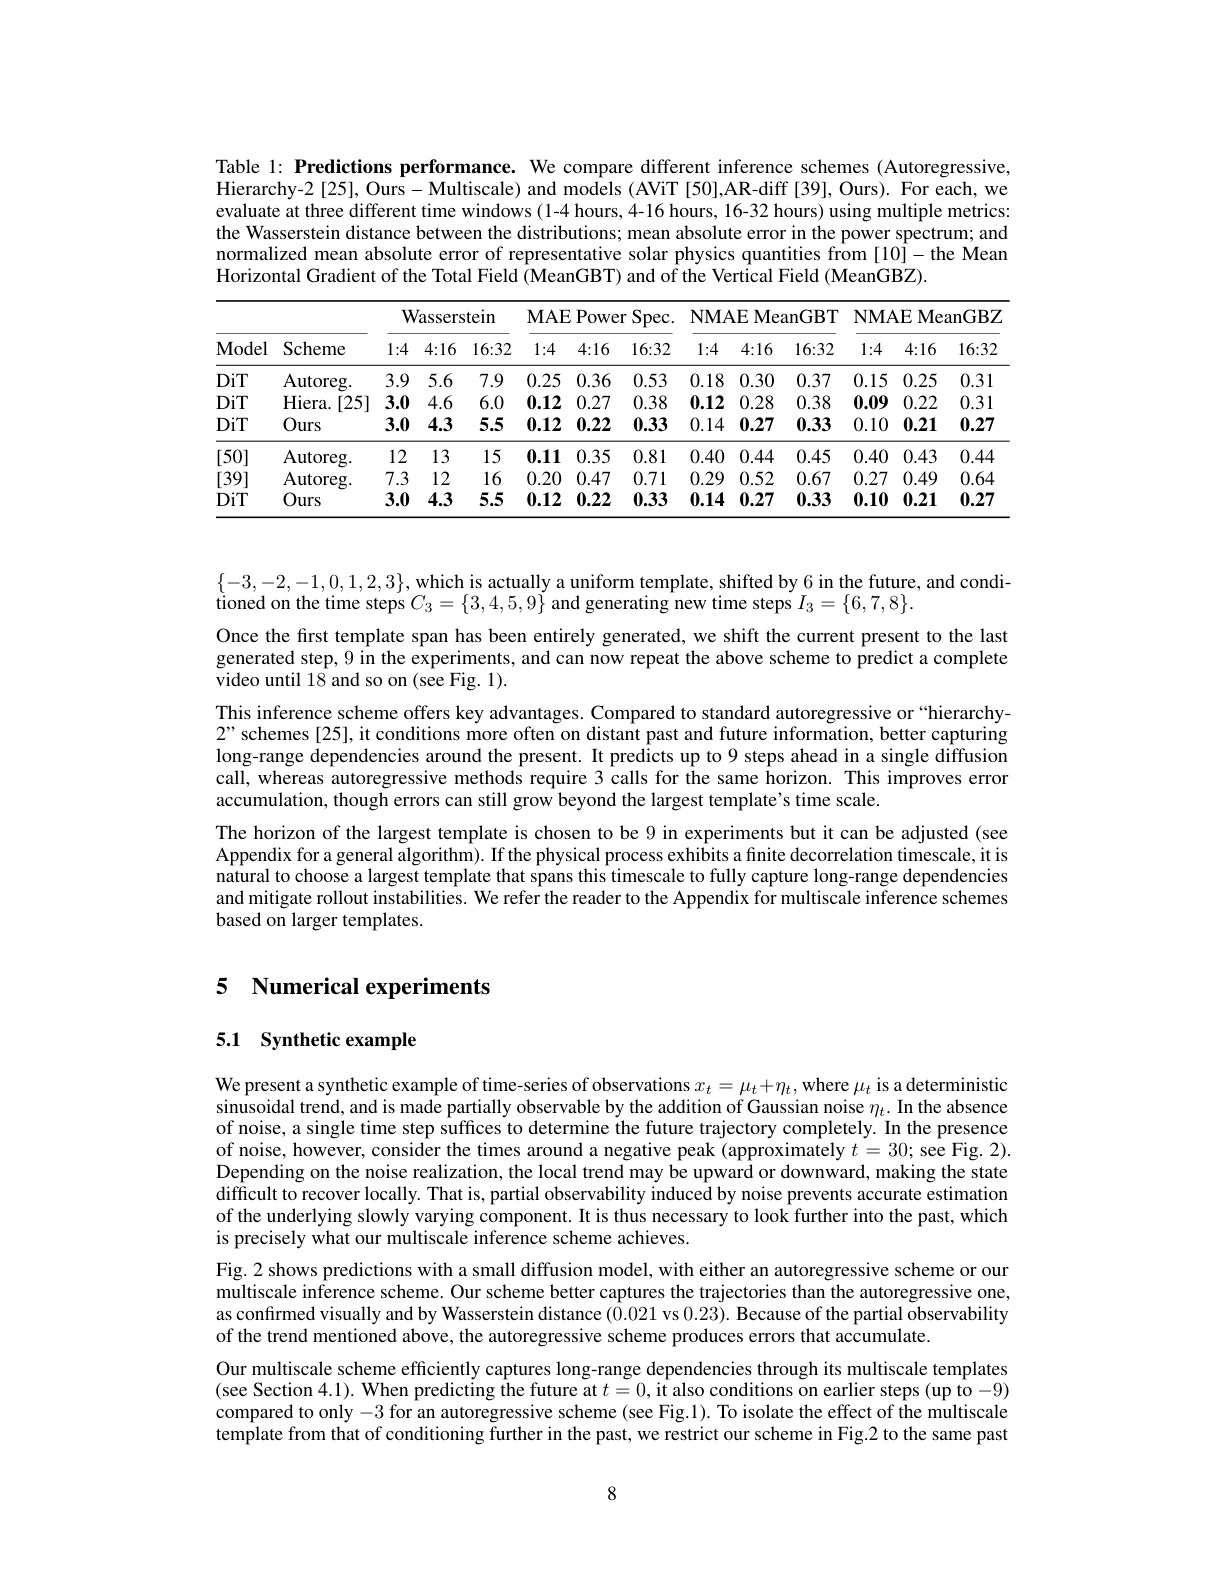 Table 1: Predictions performance. We compare different inference schemes (Autoregressive,
Hierarchy-2 [25], Ours – Multiscale) and models (AViT [50],AR-diff [39], Ours). For each, we
evaluate at three different time windows (1-4 hours, 4-16 hours, 16-32 hours) using multiple metrics:
the Wasserstein distance between the distributions; mean absolute error in the power spectrum; and
normalized mean absolute error of representative solar physics quantities from [10] – the Mean
Horizontal Gradient of the Total Field (MeanGBT) and of the Vertical Field (MeanGBZ).
Wasserstein MAE Power Spec. NMAE MeanGBT NMAE MeanGBZ
Model Scheme 1:4 4:16 16:32 1:4 4:16 16:32 1:4 4:16 16:32 1:4 4:16 16:32
DiT Autoreg. 3.9 5.6 7.9 0.25 0.36 0.53 0.18 0.30 0.37 0.15 0.25 0.31
DiT Hiera. [25] 3.0 4.6 6.0 0.12 0.27 0.38 0.12 0.28 0.38 0.09 0.22 0.31
DiT Ours 3.0 4.3 5.5 0.12 0.22 0.33 0.14 0.27 0.33 0.10 0.21 0.27
[50] Autoreg. 12 13 15 0.11 0.35 0.81 0.40 0.44 0.45 0.40 0.43 0.44
[39] Autoreg. 7.3 12 16 0.20 0.47 0.71 0.29 0.52 0.67 0.27 0.49 0.64
DiT Ours 3.0 4.3 5.5 0.12 0.22 0.33 0.14 0.27 0.33 0.10 0.21 0.27
{−3, −2, −1, 0, 1, 2, 3}, which is actually a uniform template, shifted by 6 in the future, and condi-
tioned on the time steps C₃ = {3, 4, 5, 9} and generating new time steps I₃ = {6, 7, 8}.
Once the first template span has been entirely generated, we shift the current present to the last
generated step, 9 in the experiments, and can now repeat the above scheme to predict a complete
video until 18 and so on (see Fig. 1).
This inference scheme offers key advantages. Compared to standard autoregressive or “hierarchy-
2” schemes [25], it conditions more often on distant past and future information, better capturing
long-range dependencies around the present. It predicts up to 9 steps ahead in a single diffusion
call, whereas autoregressive methods require 3 calls for the same horizon. This improves error
accumulation, though errors can still grow beyond the largest template’s time scale.
The horizon of the largest template is chosen to be 9 in experiments but it can be adjusted (see
Appendix for a general algorithm). If the physical process exhibits a finite decorrelation timescale, it is
natural to choose a largest template that spans this timescale to fully capture long-range dependencies
and mitigate rollout instabilities. We refer the reader to the Appendix for multiscale inference schemes
based on larger templates.
5 Numerical experiments
5.1 Synthetic example
We present a synthetic example of time-series of observations xₜ = μₜ+ηₜ, where μₜ is a deterministic
sinusoidal trend, and is made partially observable by the addition of Gaussian noise ηₜ. In the absence
of noise, a single time step suffices to determine the future trajectory completely. In the presence
of noise, however, consider the times around a negative peak (approximately t = 30; see Fig. 2).
Depending on the noise realization, the local trend may be upward or downward, making the state
difficult to recover locally. That is, partial observability induced by noise prevents accurate estimation
of the underlying slowly varying component. It is thus necessary to look further into the past, which
is precisely what our multiscale inference scheme achieves.
Fig. 2 shows predictions with a small diffusion model, with either an autoregressive scheme or our
multiscale inference scheme. Our scheme better captures the trajectories than the autoregressive one,
as confirmed visually and by Wasserstein distance (0.021 vs 0.23). Because of the partial observability
of the trend mentioned above, the autoregressive scheme produces errors that accumulate.
Our multiscale scheme efficiently captures long-range dependencies through its multiscale templates
(see Section 4.1). When predicting the future at t = 0, it also conditions on earlier steps (up to −9)
compared to only −3 for an autoregressive scheme (see Fig.1). To isolate the effect of the multiscale
template from that of conditioning further in the past, we restrict our scheme in Fig.2 to the same past
8